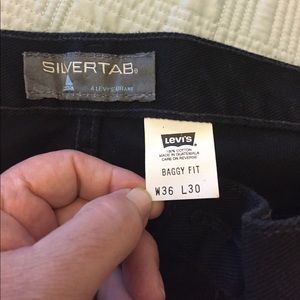 SILVERTAB®
A LEVI'S BRAND
Levi's
100% COTTON
MADE IN GUATEMALA
CARE ON REVERSE
BAGGY FIT
W36 L30